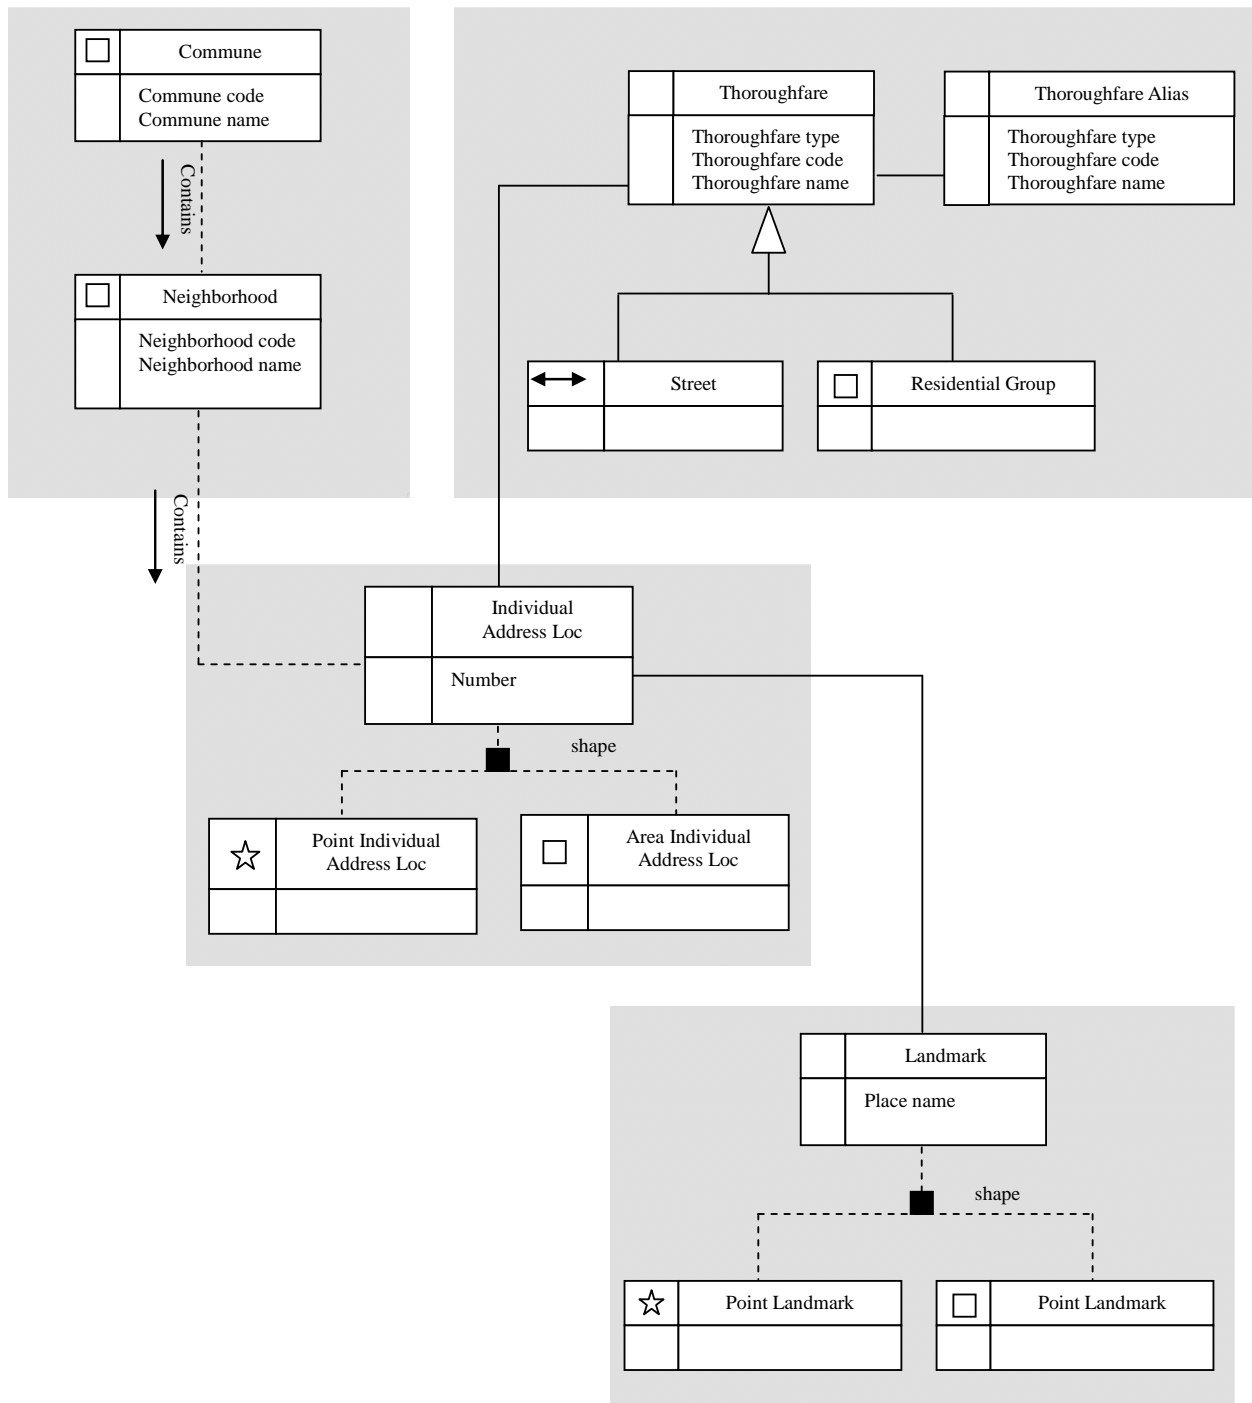 Commune
Commune code
Commune name
Contains
Neighborhood
Neighborhood code
Neighborhood name
Contains
Thoroughfare
Thoroughfare type
Thoroughfare code
Thoroughfare name
Thoroughfare Alias
Thoroughfare type
Thoroughfare code
Thoroughfare name
Street
Residential Group
Individual
Address Loc
Number
shape
Point Individual
Address Loc
Area Individual
Address Loc
Landmark
Place name
shape
Point Landmark
Point Landmark